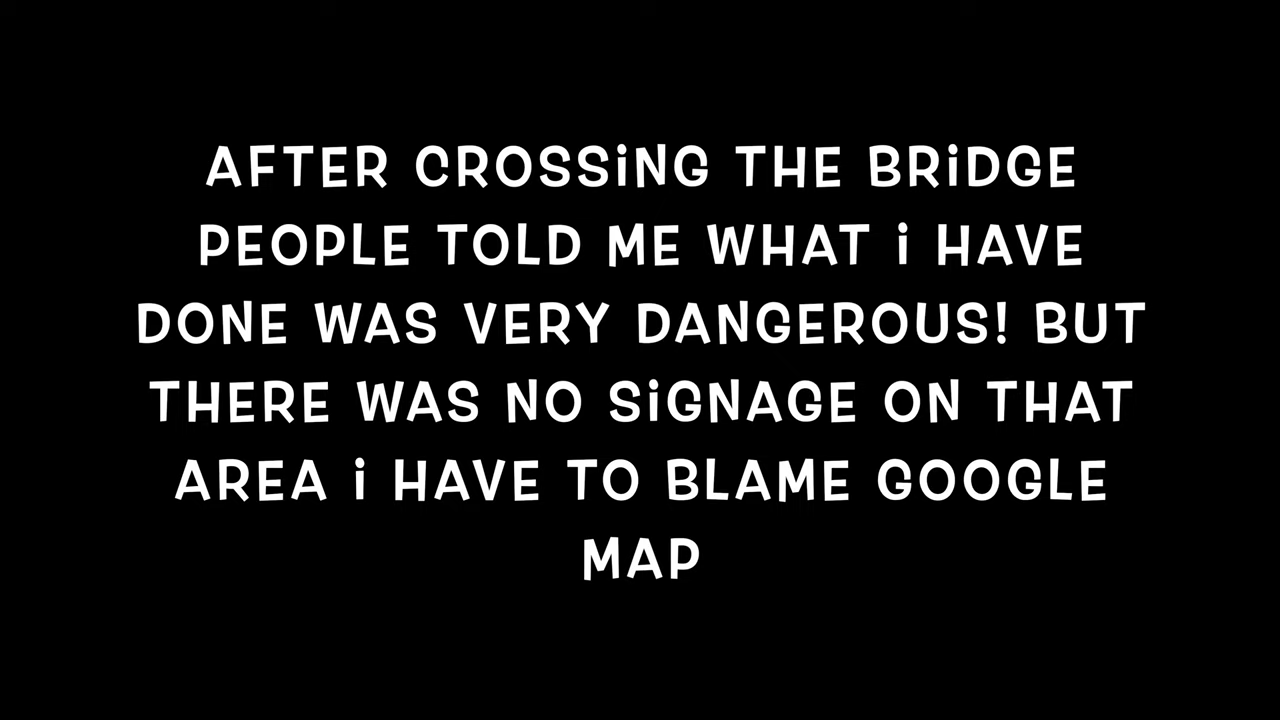 AFTER CROSSiNG THE BRiDGE
PEOPLE TOLD ME WHAT i HAVE
DONE WAS VERY DANGEROUS! BUT
THERE WAS NO SiGNAGE ON THAT
AREA i HAVE TO BLAME GOOGLE
MAP